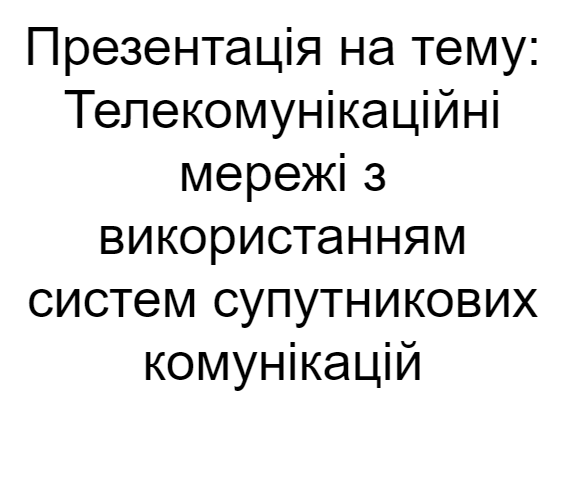 Презентація на тему:
Телекомунікаційні
мережі з
використанням
систем супутникових
комунікацій